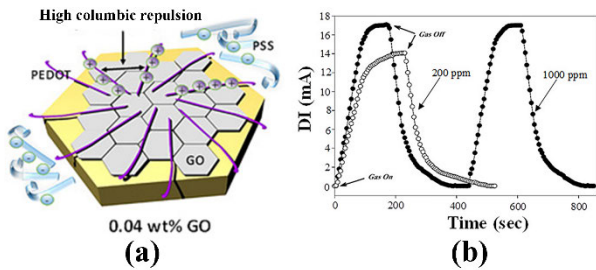 High columbic repulsion
PSS
PEDOT
GO
0.04 wt% GO
(a)
DI (mA)
18
16
14
12
10
8
6
4
2
0
Gas Off
200 ppm
1000 ppm
Gas On
0 200 400 600 800
Time (sec)
(b)